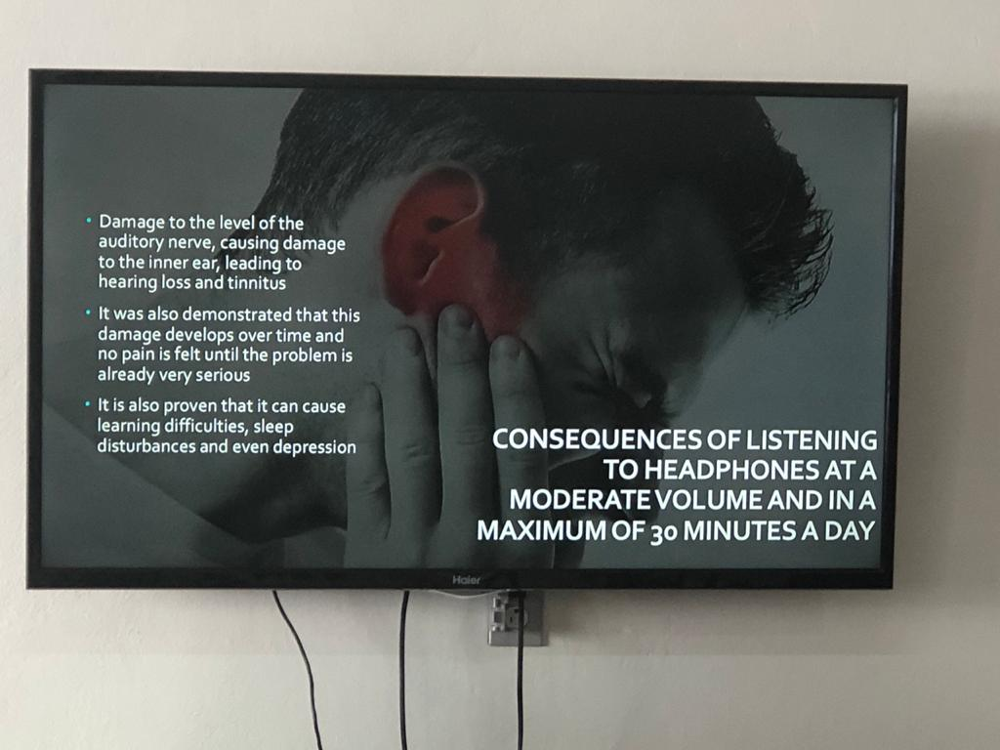 Damage to the level of the
auditory nerve, causing damage
to the inner ear, leading to
hearing loss and tinnitus
It was also demonstrated that this
damage develops over time and
no pain is felt until the problem is
already very serious
It is also proven that it can cause
learning difficulties, sleep
disturbances and even depression
CONSEQUENCES OF LISTENING
TO HEADPHONES AT A
MODERATE VOLUME AND IN A
MAXIMUM OF 30 MINUTES A DAY
Haier